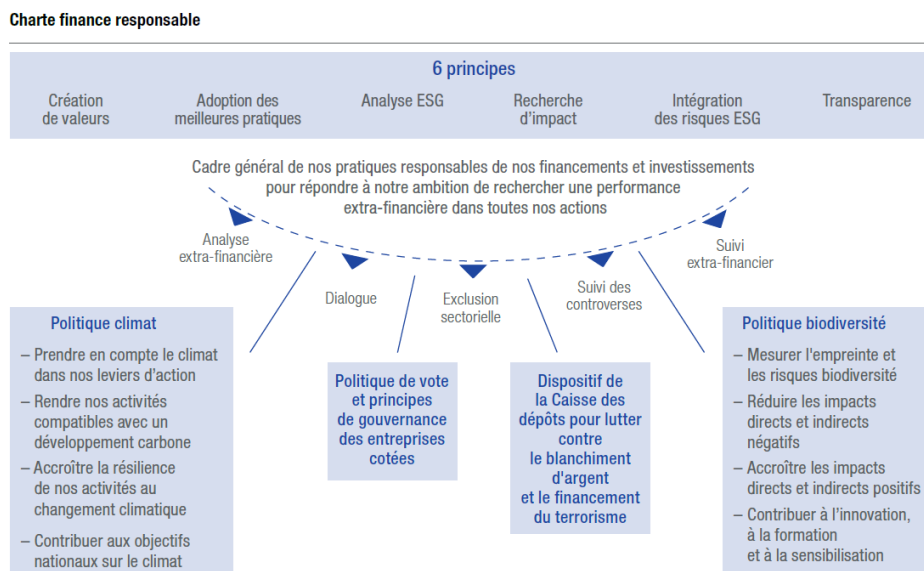 Charte finance responsable
6 principes
Création
de valeurs
Adoption des
meilleures pratiques
Analyse ESG
Recherche
d'impact
Intégration
des risques ESG
Transparence
Cadre général de nos pratiques responsables de nos financements et investissements
pour répondre à notre ambition de rechercher une performance
extra-financière dans toutes nos actions
Analyse
extra-financière
Dialogue
Exclusion
sectorielle
Suivi des
controverses
Suivi
extra-financier
Politique climat
– Prendre en compte le climat
dans nos leviers d'action
– Rendre nos activités
compatibles avec un
développement carbone
– Accroître la résilience
de nos activités au
changement climatique
– Contribuer aux objectifs
nationaux sur le climat
Politique de vote
et principes
de gouvernance
des entreprises
cotées
Dispositif de
la Caisse des
dépôts pour lutter
contre
le blanchiment
d'argent
et le financement
du terrorisme
Politique biodiversité
– Mesurer l'empreinte et
les risques biodiversité
– Réduire les impacts
directs et indirects
négatifs
– Accroître les impacts
directs et indirects positifs
– Contribuer à l'innovation,
à la formation
et à la sensibilisation